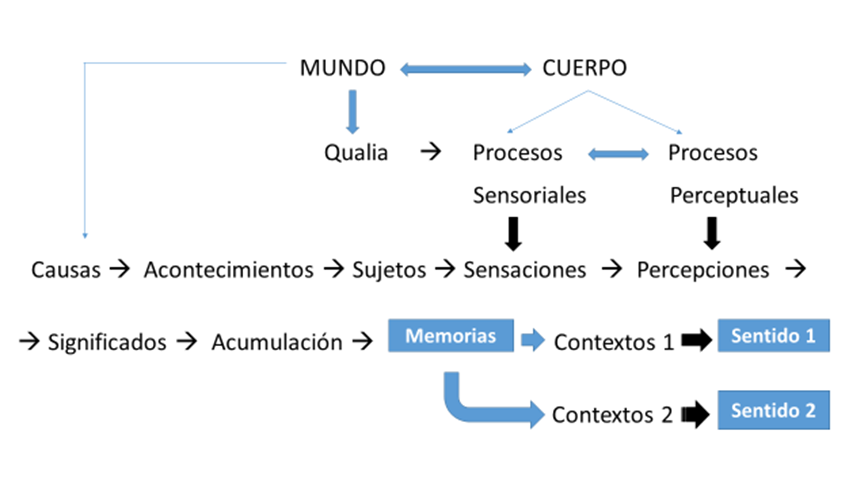 MUNDO CUERPO
Qualia → Procesos Procesos
Sensoriales Perceptuales
Causas → Acontecimientos → Sujetos → Sensaciones → Percepciones →
→ Significados → Acumulación → Memorias Contextos 1 Sentido 1
Contextos 2 Sentido 2